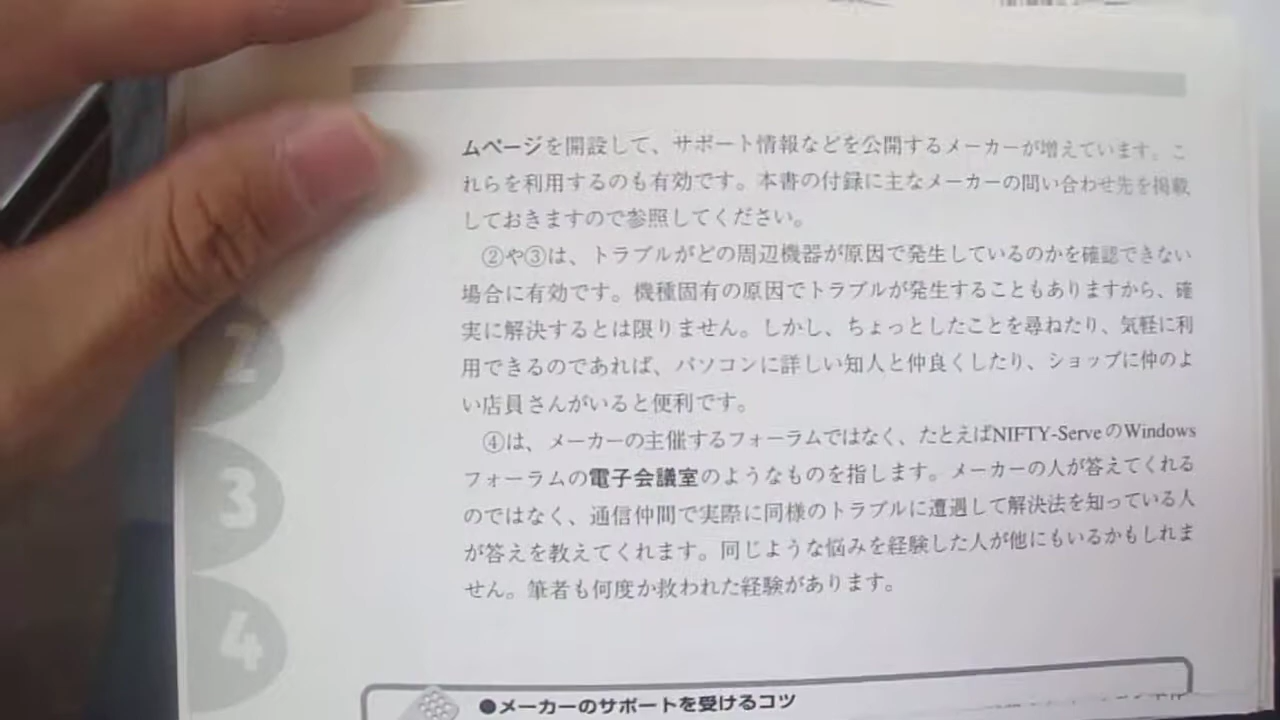 ムページを開設して、サポート情報などを公開するメーカーが増えています。こ
れらを利用するのも有効です。本書の付録に主なメーカーの問い合わせ先を掲載
しておきますので参照してください。
②や③は、トラブルがどの周辺機器が原因で発生しているのかを確認できない
場合に有効です。機種固有の原因でトラブルが発生することもありますから、確
実に解決するとは限りません。しかし、ちょっとしたことを尋ねたり、気軽に利
用できるのであれば、パソコンに詳しい知人と仲良くしたり、ショップに仲のよ
い店員さんがいると便利です。
④は、メーカーの主催するフォーラムではなく、たとえばNIFTY-ServeのWindows
フォーラムの電子会議室のようなものを指します。メーカーの人が答えてくれる
のではなく、通信仲間で実際に同様のトラブルに遭遇して解決法を知っている人
が答えを教えてくれます。同じような悩みを経験した人が他にもいるかもしれま
せん。筆者も何度か救われた経験があります。
2
3
4
●メーカーのサポートを受けるコツ